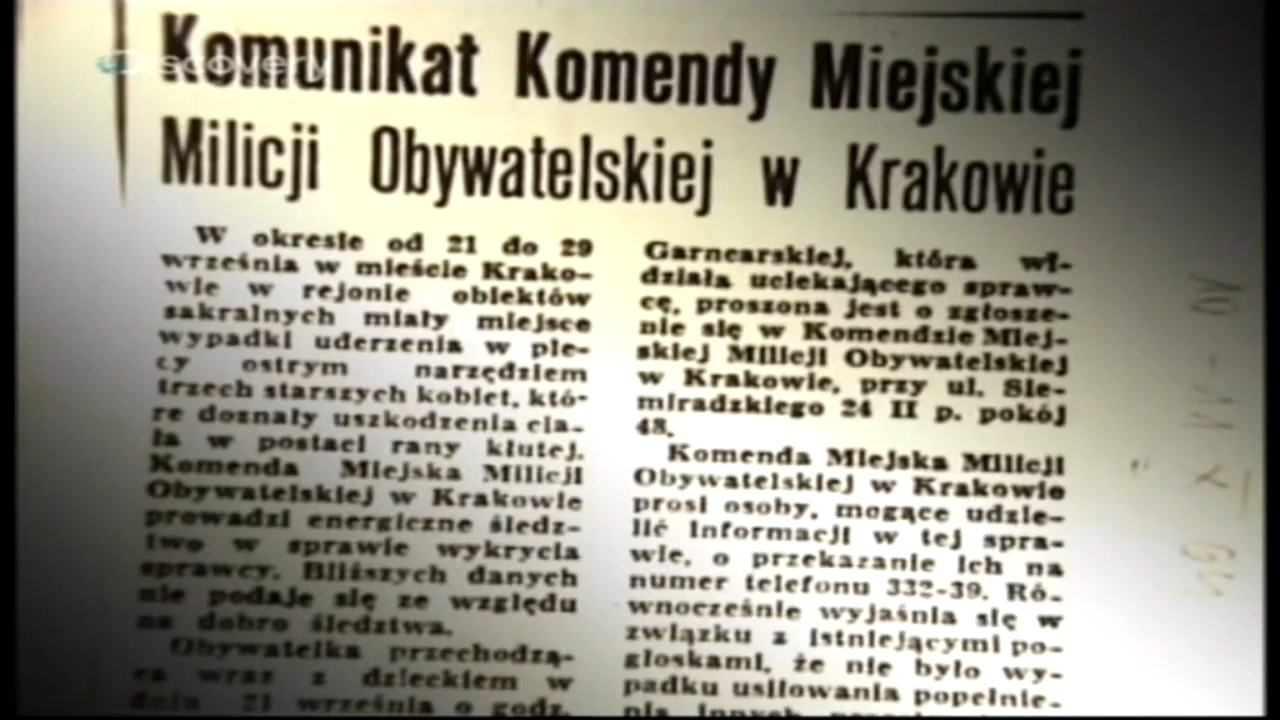 Discovery
Komunikat Komendy Miejskiej
Milicji Obywatelskiej w Krakowie
W okresie od 21 do 29
września w mieście Krako-
wie w rejonie obiektów
sakralnych miały miejsce
wypadki uderzenia w ple-
cy ostrym narzędziem
trzech starszych kobiet, któ-
re doznały uszkodzenia cia-
ła w postaci rany kłutej.
Komenda Miejska Milicji
Obywatelskiej w Krakowie
prowadzi energiczne śledz-
two w sprawie wykrycia
sprawcy. Bliższych danych
nie podaje się ze względu
na dobro śledztwa.
Obywatelka przechodzą-
ca wraz z dzieckiem w
dniu 21 września o godz.
Garncarskiej, która wi-
działa uciekającego spraw-
cę, proszona jest o zgłosze-
nie się w Komendzie Miej-
skiej Milicji Obywatelskiej
w Krakowie, przy ul. Sie-
miradzkiego 24 II p. pokój
48.
Komenda Miejska Milicji
Obywatelskiej w Krakowie
prosi osoby, mogące udzie-
lić informacji w tej spra-
wie, o przekazanie ich na
numer telefonu 332-39. Ró-
wnocześnie wyjaśnia się w
związku z istniejącymi po-
głoskami, że nie było wy-
padku usiłowania popełnie-
nia innych